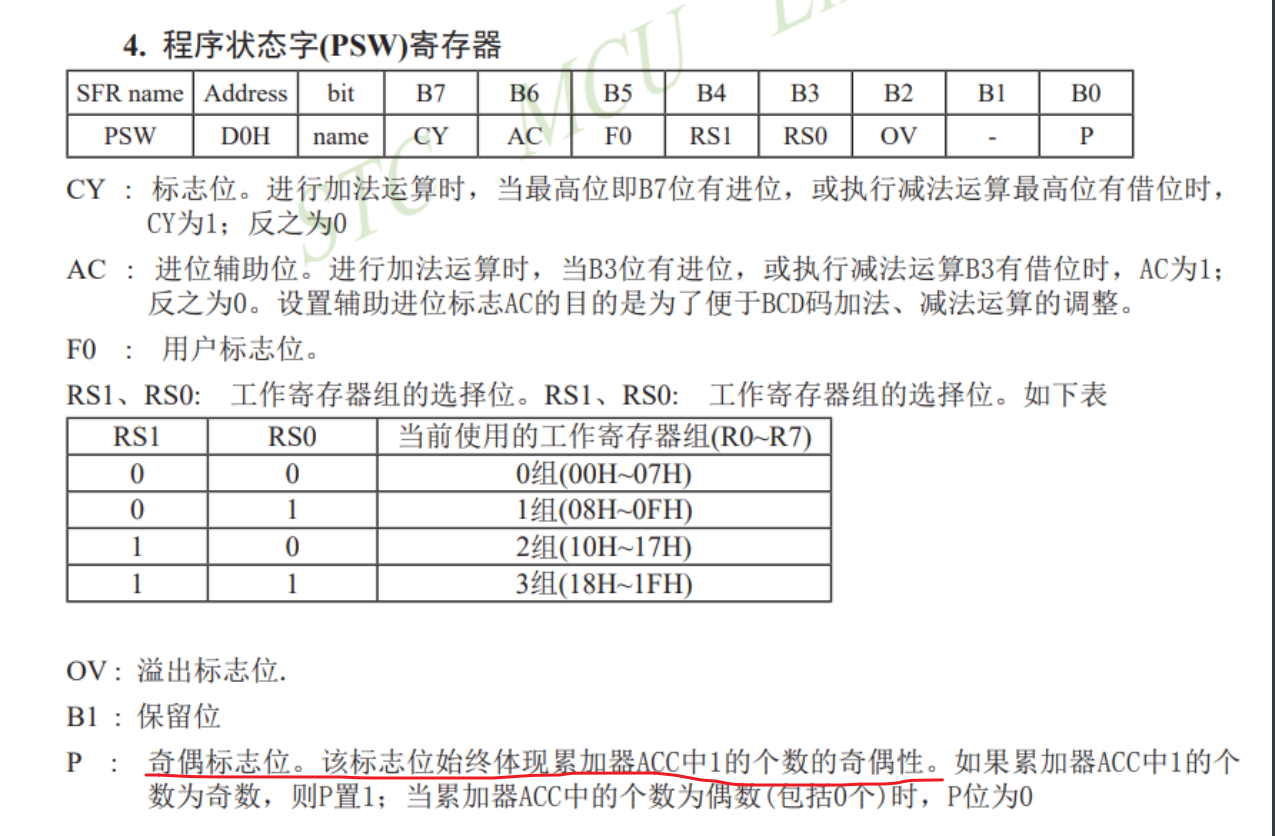 4. 程序状态字(PSW)寄存器
SFR name Address bit B7 B6 B5 B4 B3 B2 B1 B0
PSW D0H name CY AC F0 RS1 RS0 OV - P
CY : 标志位。进行加法运算时，当最高位即B7位有进位，或执行减法运算最高位有借位时，
CY为1；反之为0
AC : 进位辅助位。进行加法运算时，当B3位有进位，或执行减法运算B3有借位时，AC为1；
反之为0。设置辅助进位标志AC的目的是为了便于BCD码加法、减法运算的调整。
F0 : 用户标志位。
RS1、RS0: 工作寄存器组的选择位。RS1、RS0: 工作寄存器组的选择位。如下表
RS1 RS0 当前使用的工作寄存器组(R0~R7)
0 0 0组(00H~07H)
0 1 1组(08H~0FH)
1 0 2组(10H~17H)
1 1 3组(18H~1FH)
OV : 溢出标志位.
B1 : 保留位
P : 奇偶标志位。该标志位始终体现累加器ACC中1的个数的奇偶性。如果累加器ACC中1的个
数为奇数，则P置1；当累加器ACC中的个数为偶数(包括0个)时，P位为0
STC MCU